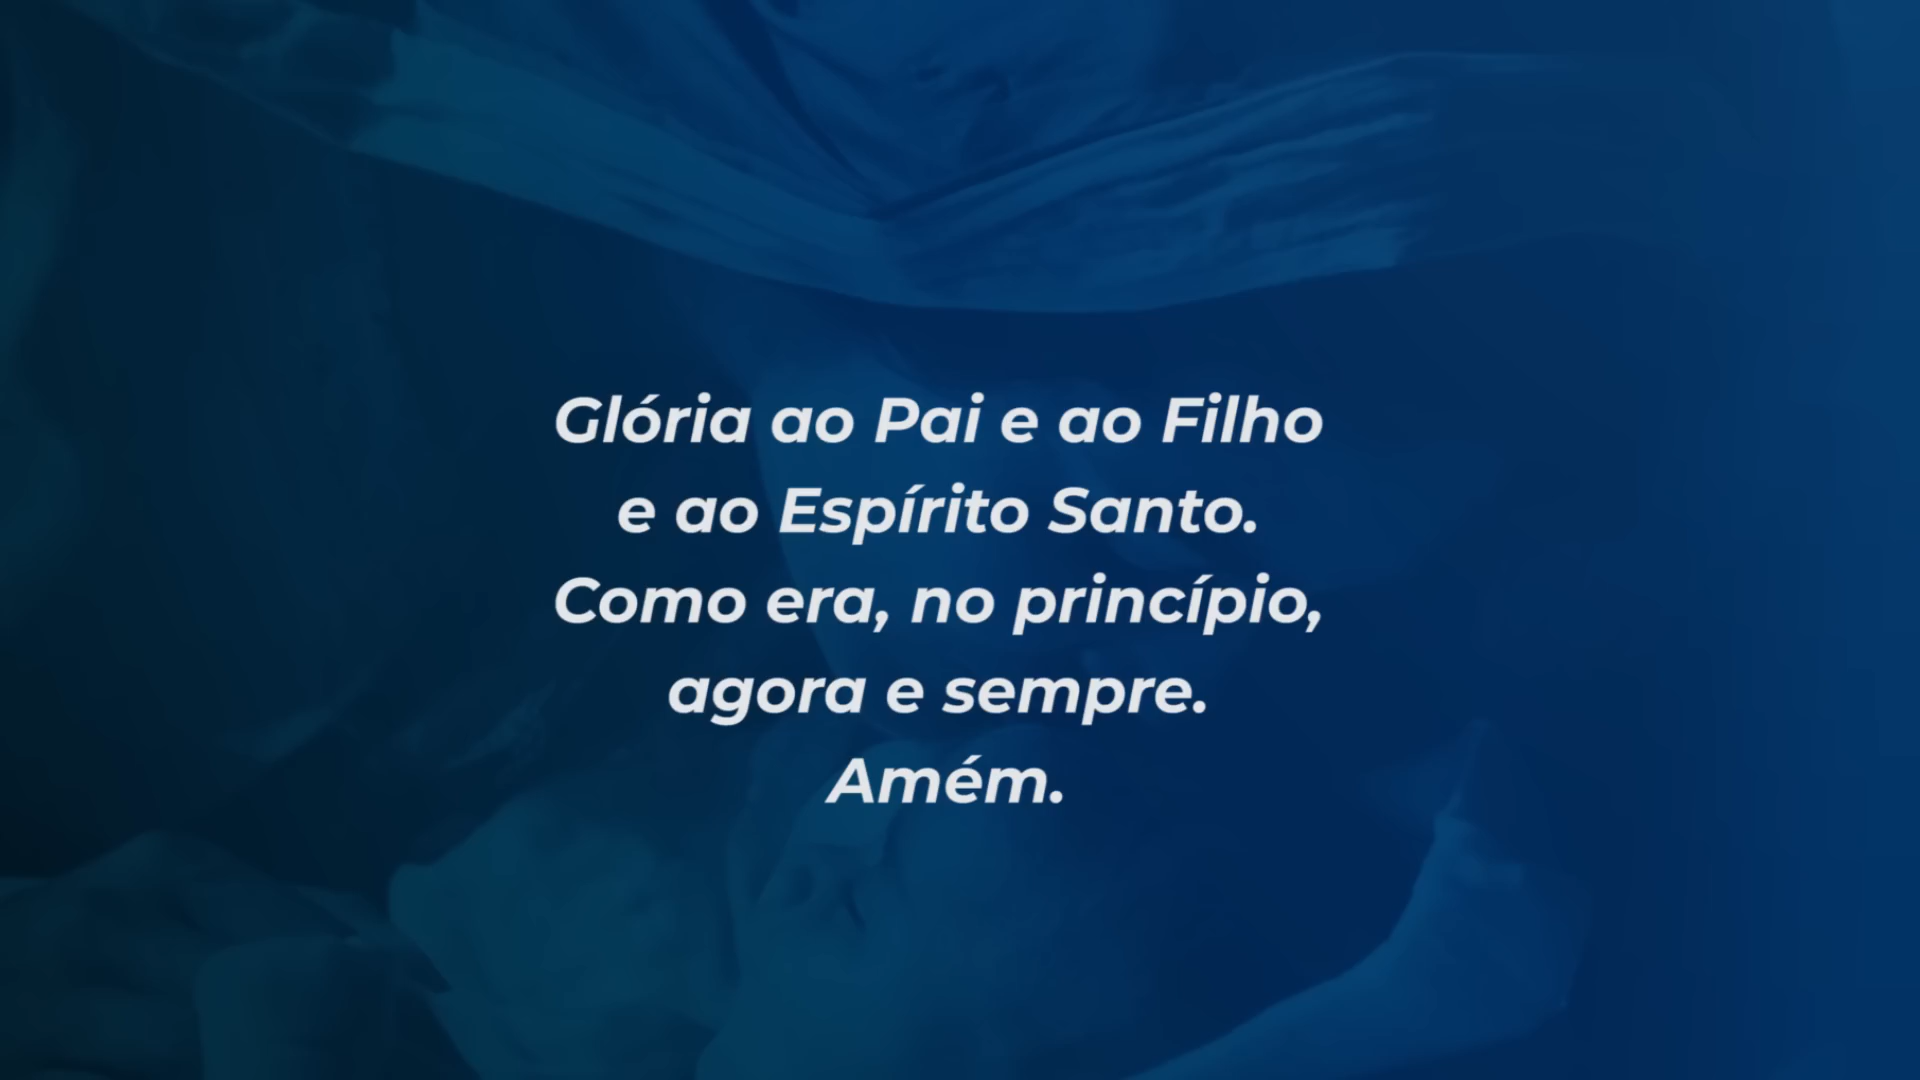 Glória ao Pai e ao Filho
e ao Espírito Santo.
Como era, no princípio,
agora e sempre.
Amém.